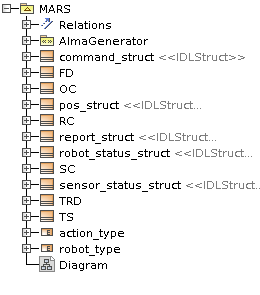 MARS
Relations
AlmaGenerator
command_struct <<IDLStruct>>
FD
OC
pos_struct <<IDLStruct...
RC
report_struct <<IDLStruct...
robot_status_struct <<IDLStruct...
SC
sensor_status_struct <<IDLStruct...
TRD
TS
action_type
robot_type
Diagram